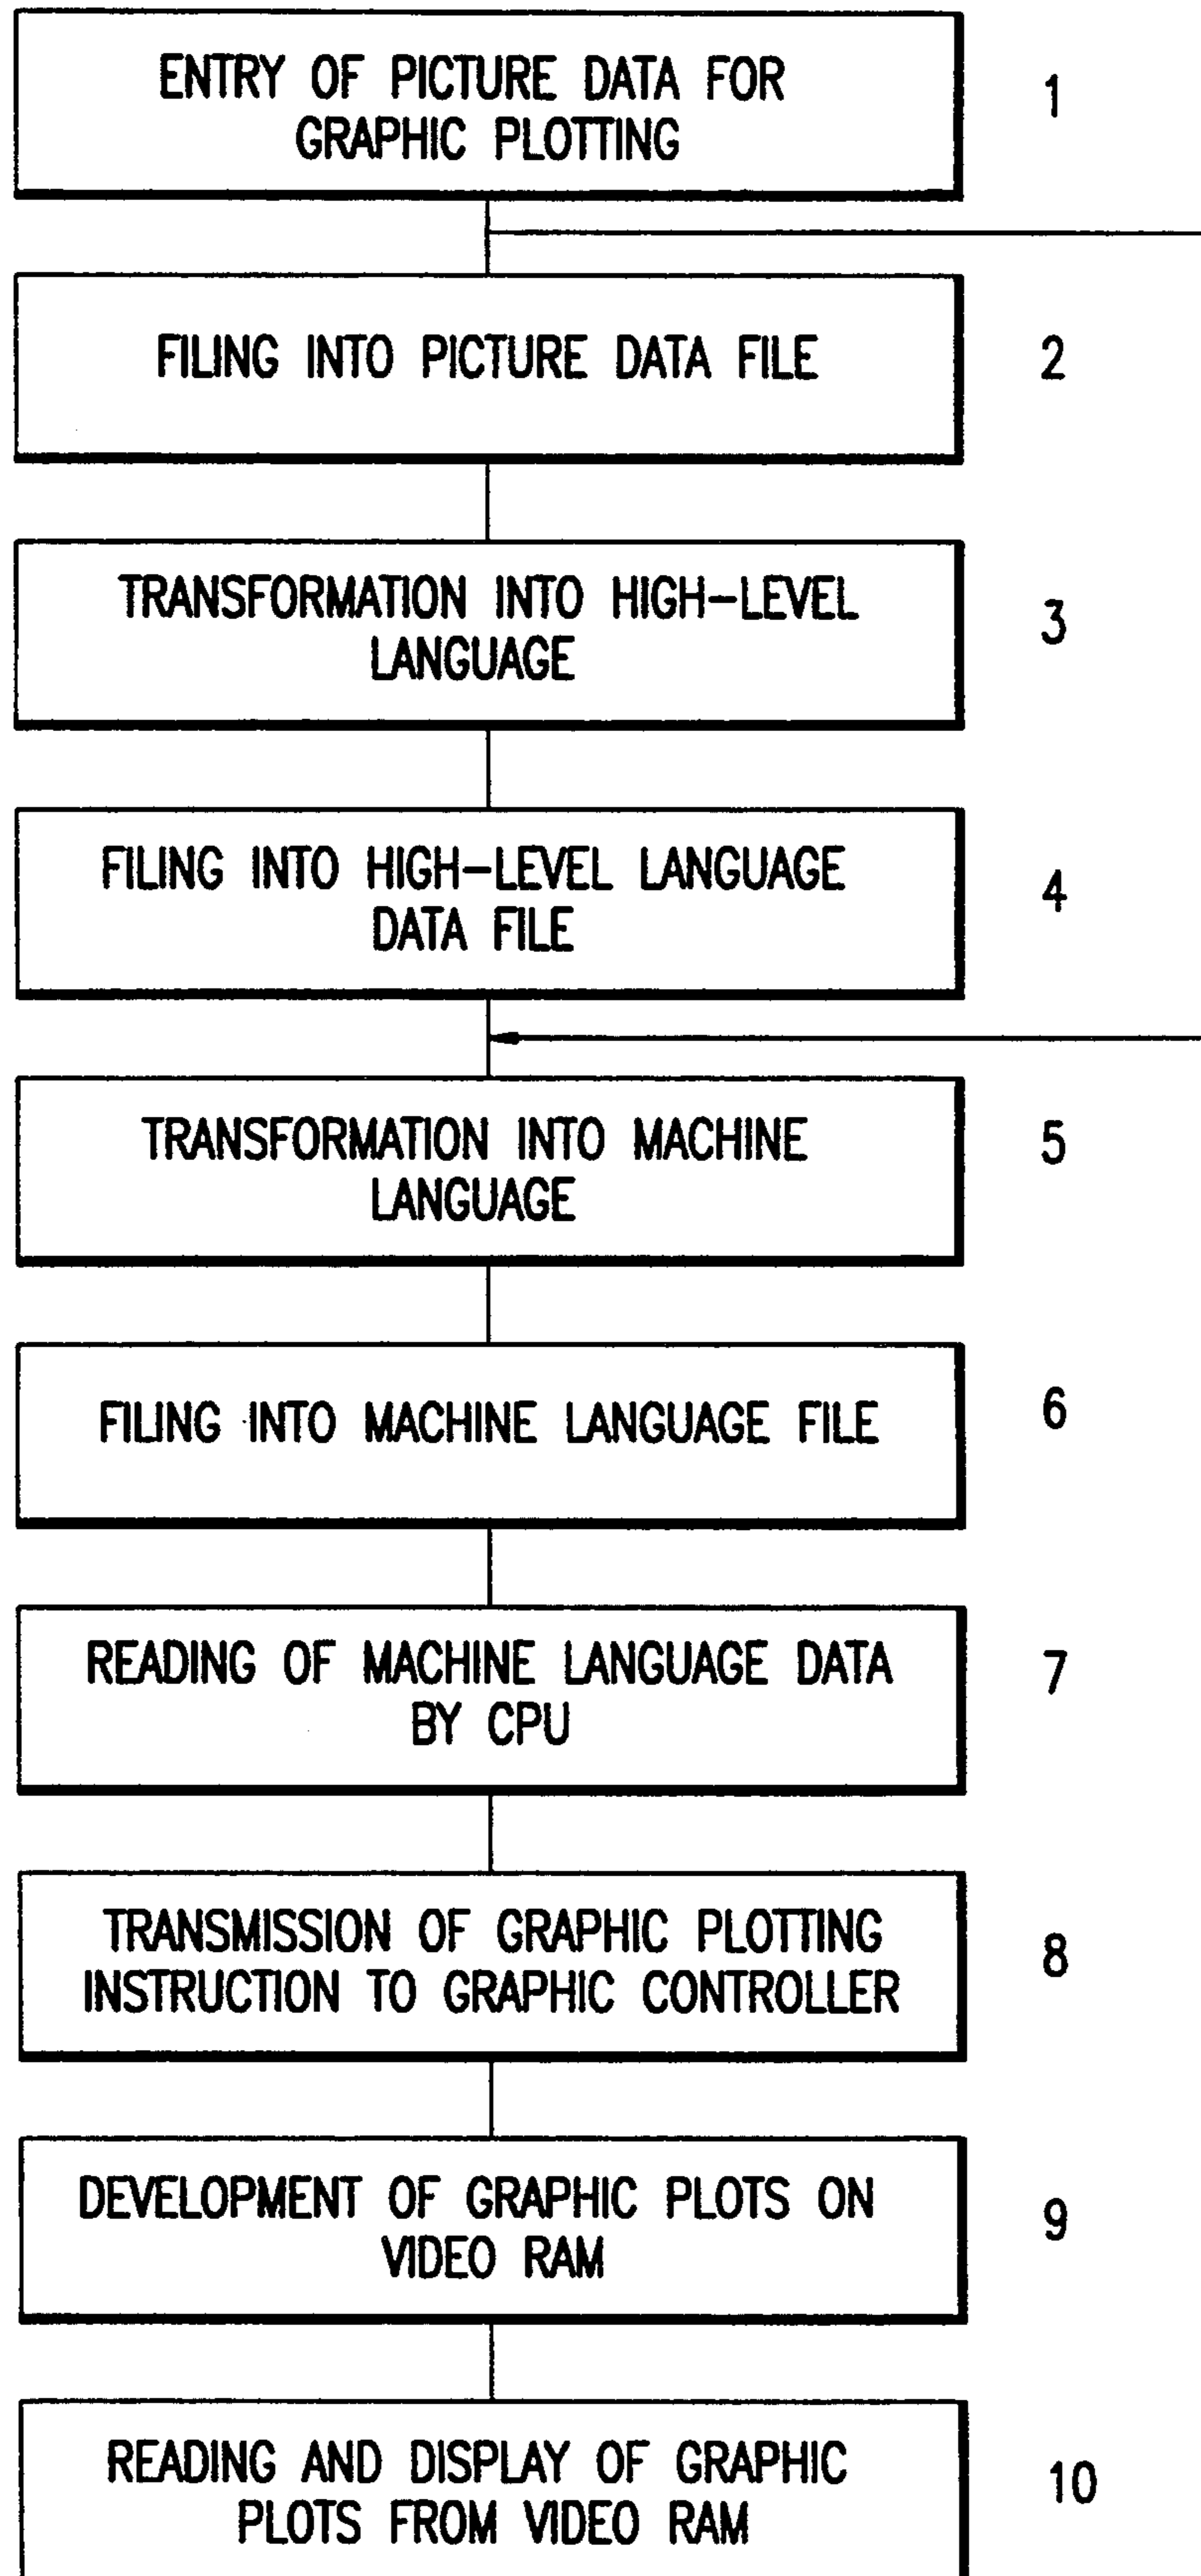 ENTRY OF PICTURE DATA FOR
GRAPHIC PLOTTING
1
FILING INTO PICTURE DATA FILE
2
TRANSFORMATION INTO HIGH-LEVEL
LANGUAGE
3
FILING INTO HIGH-LEVEL LANGUAGE
DATA FILE
4
TRANSFORMATION INTO MACHINE
LANGUAGE
5
FILING INTO MACHINE LANGUAGE FILE
6
READING OF MACHINE LANGUAGE DATA
BY CPU
7
TRANSMISSION OF GRAPHIC PLOTTING
INSTRUCTION TO GRAPHIC CONTROLLER
8
DEVELOPMENT OF GRAPHIC PLOTS ON
VIDEO RAM
9
READING AND DISPLAY OF GRAPHIC
PLOTS FROM VIDEO RAM
10